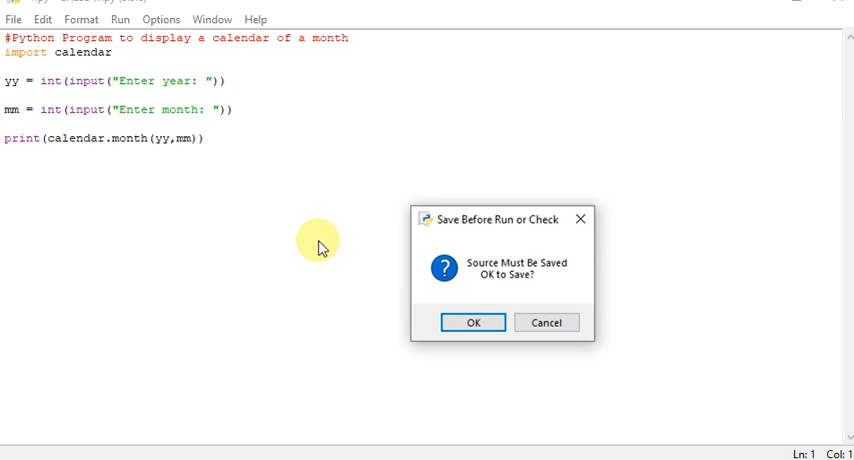 File Edit Format Run Options Window Help
#Python Program to display a calendar of a month
import calendar
yy = int(input("Enter year: "))
mm = int(input("Enter month: "))
print(calendar.month(yy,mm))
Save Before Run or Check
Source Must Be Saved
OK to Save?
OK Cancel
Ln: 1 Col: 1